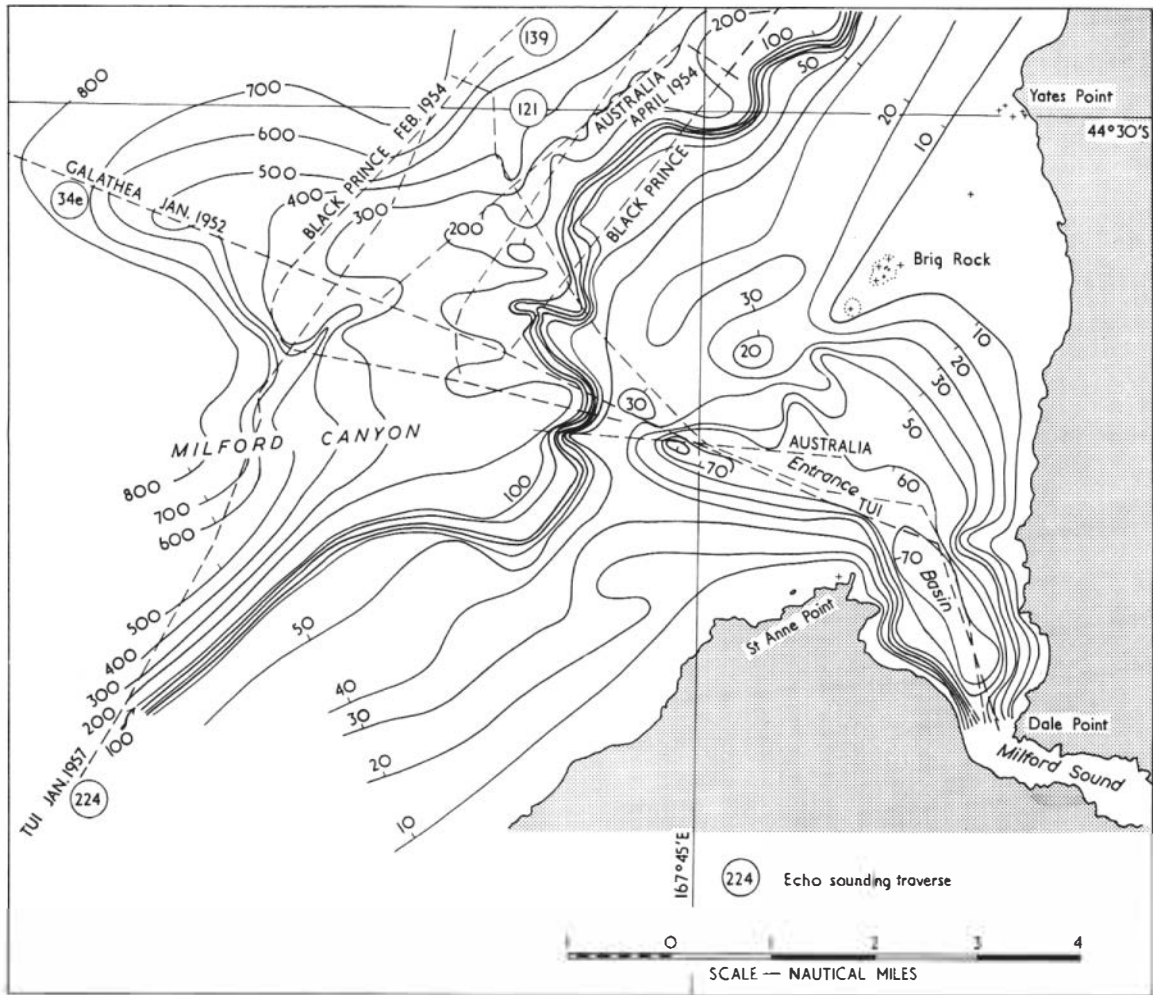 800
700
600
500
400
300
200
139
BLACK PRINCE FEB. 1954
121
AUSTRALIA APRIL 1954
200
100
50
BLACK PRINCE
20
10
Yates Point
44°30'S
GALATHEA JAN. 1952
34e
Brig Rock
30
20
10
20
30
50
60
30
70
AUSTRALIA
Entrance
TUI
Basin
70
MILFORD CANYON
800
700
600
500
400
300
200
100
100
50
40
30
20
10
St Anne Point
Dale Point
Milford Sound
TUI JAN. 1957
224
167°45'E
224 Echo sounding traverse
0 2 4
SCALE — NAUTICAL MILES